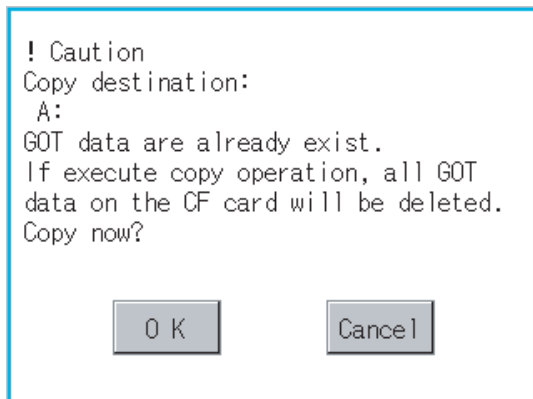 ! Caution
Copy destination:
A:
GOT data are already exist.
If execute copy operation, all GOT
data on the CF card will be deleted.
Copy now?
O K Cancel